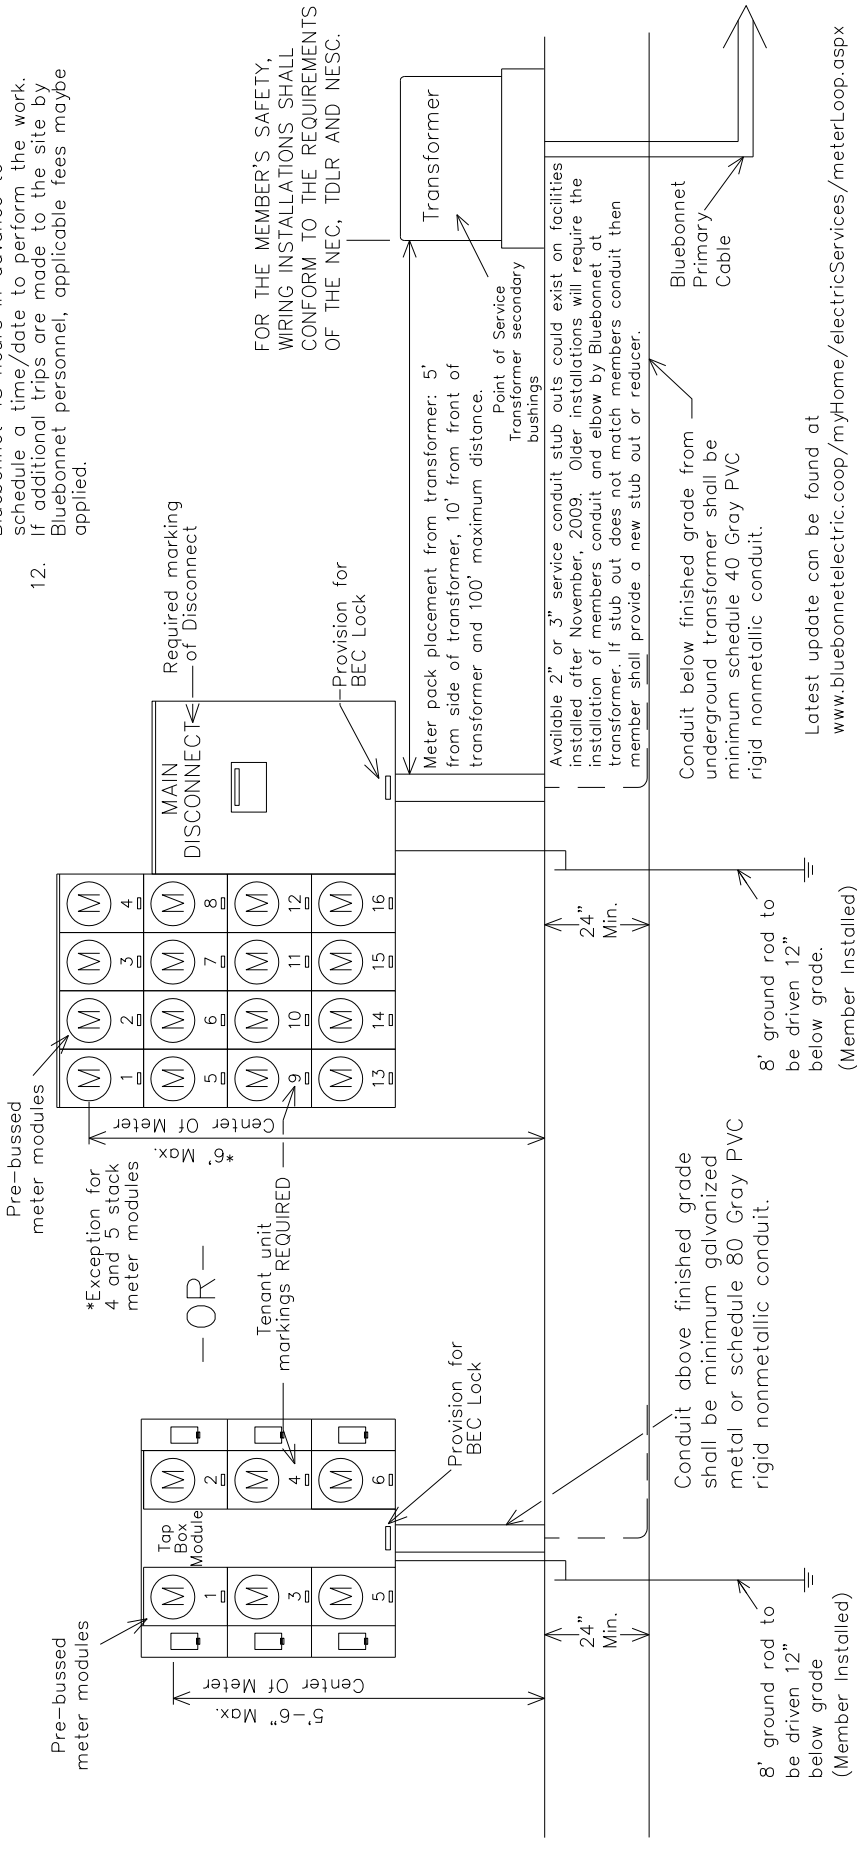 schedule a time/date to perform the work.
12. If additional trips are made to the site by
Bluebonnet personnel, applicable fees maybe
applied.
FOR THE MEMBER'S SAFETY,
WIRING INSTALLATIONS SHALL
CONFORM TO THE REQUIREMENTS
OF THE NEC, TDLR AND NESC.
Pre-bussed
meter modules
Tap
Box
Module
M
1
M
2
M
3
M
4
M
5
M
6
5'-6" Max.
Center Of Meter
Provision for
BEC Lock
Tenant unit
markings REQUIRED
-OR-
*Exception for
4 and 5 stack
meter modules
Pre-bussed
meter modules
*6' Max.
Center Of Meter
M
1
M
2
M
3
M
4
M
5
M
6
M
7
M
8
M
9
M
10
M
11
M
12
M
13
M
14
M
15
M
16
MAIN
DISCONNECT
Required marking
of Disconnect
Provision for
BEC Lock
Meter pack placement from transformer: 5'
from side of transformer, 10' from front of
transformer and 100' maximum distance.
Transformer
Point of Service
Transformer secondary
bushings
Available 2" or 3" service conduit stub outs could exist on facilities
installed after November, 2009. Older installations will require the
installation of members conduit and elbow by Bluebonnet at
transformer. If stub out does not match members conduit then
member shall provide a new stub out or reducer.
24"
Min.
24"
Min.
Bluebonnet
Primary
Cable
8' ground rod to
be driven 12"
below grade
(Member Installed)
Conduit above finished grade
shall be minimum galvanized
metal or schedule 80 Gray PVC
rigid nonmetallic conduit.
8' ground rod to
be driven 12"
below grade.
(Member Installed)
Conduit below finished grade from
underground transformer shall be
minimum schedule 40 Gray PVC
rigid nonmetallic conduit.
Latest update can be found at
www.bluebonnetelectric.coop/myHome/electricServices/meterLoop.aspx